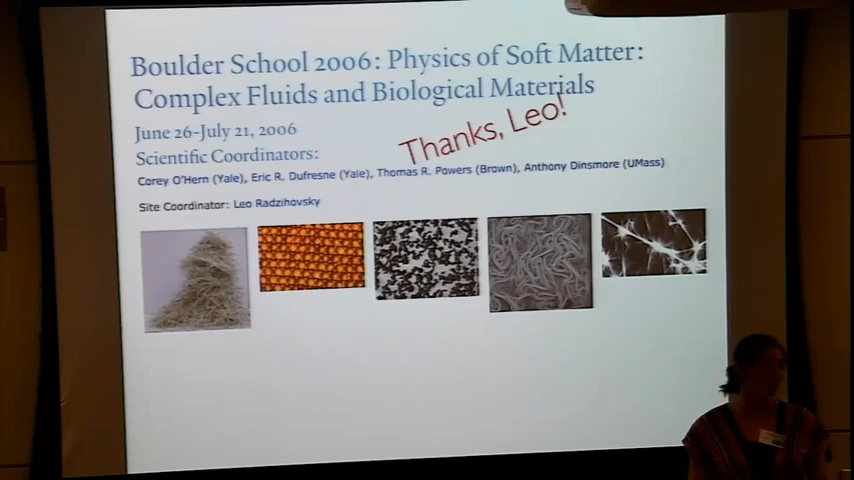 Boulder School 2006: Physics of Soft Matter:
Complex Fluids and Biological Materials
June 26-July 21, 2006
Thanks, Leo!
Scientific Coordinators:
Corey O'Hern (Yale), Eric R. Dufresne (Yale), Thomas R. Powers (Brown), Anthony Dinsmore (UMass)
Site Coordinator: Leo Radzihovsky